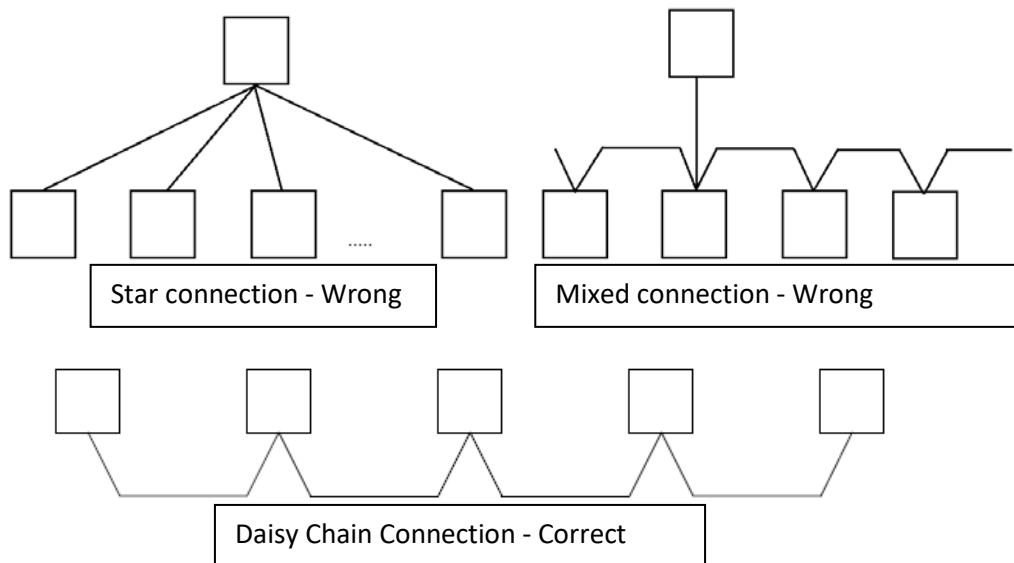 .....
Star connection - Wrong
Mixed connection - Wrong
Daisy Chain Connection - Correct